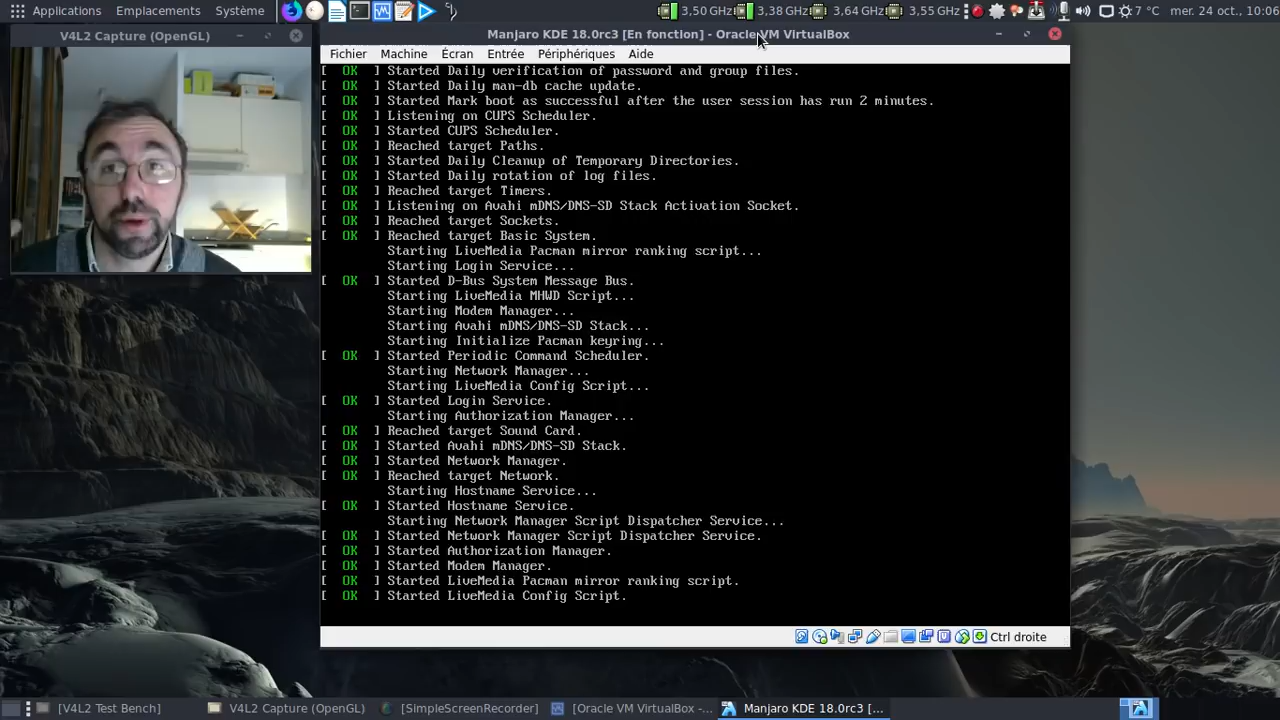 Applications Emplacements Système
3,50 GHz 3,38 GHz 3,64 GHz 3,55 GHz 7 °C mar. 24 oct., 10:06
V4L2 Capture (OpenGL)
Manjaro KDE 18.0rc3 [En fonction] - Oracle VM VirtualBox
Fichier Machine Écran Entrée Périphériques Aide
[ OK ] Started Daily verification of password and group files.
[ OK ] Started Daily man-db cache update.
[ OK ] Started Mark boot as successful after the user session has run 2 minutes.
[ OK ] Listening on CUPS Scheduler.
[ OK ] Started CUPS Scheduler.
[ OK ] Reached target Paths.
[ OK ] Started Daily Cleanup of Temporary Directories.
[ OK ] Started Daily rotation of log files.
[ OK ] Reached target Timers.
[ OK ] Listening on Avahi mDNS/DNS-SD Stack Activation Socket.
[ OK ] Reached target Sockets.
[ OK ] Reached target Basic System.
Starting LiveMedia Pacman mirror ranking script...
Starting Login Service...
[ OK ] Started D-Bus System Message Bus.
Starting LiveMedia MHWD Script...
Starting Modem Manager...
Starting Avahi mDNS/DNS-SD Stack...
Starting Initialize Pacman keyring...
[ OK ] Started Periodic Command Scheduler.
Starting Network Manager...
Starting LiveMedia Config Script...
[ OK ] Started Login Service.
Starting Authorization Manager...
[ OK ] Reached target Sound Card.
[ OK ] Started Avahi mDNS/DNS-SD Stack.
[ OK ] Started Network Manager.
[ OK ] Reached target Network.
Starting Hostname Service...
[ OK ] Started Hostname Service.
Starting Network Manager Script Dispatcher Service...
[ OK ] Started Network Manager Script Dispatcher Service.
[ OK ] Started Authorization Manager.
[ OK ] Started Modem Manager.
[ OK ] Started LiveMedia Pacman mirror ranking script.
[ OK ] Started LiveMedia Config Script.
Ctrl droite
[V4L2 Test Bench] V4L2 Capture (OpenGL) [SimpleScreenRecorder] [Oracle VM VirtualBox -... Manjaro KDE 18.0rc3 [...